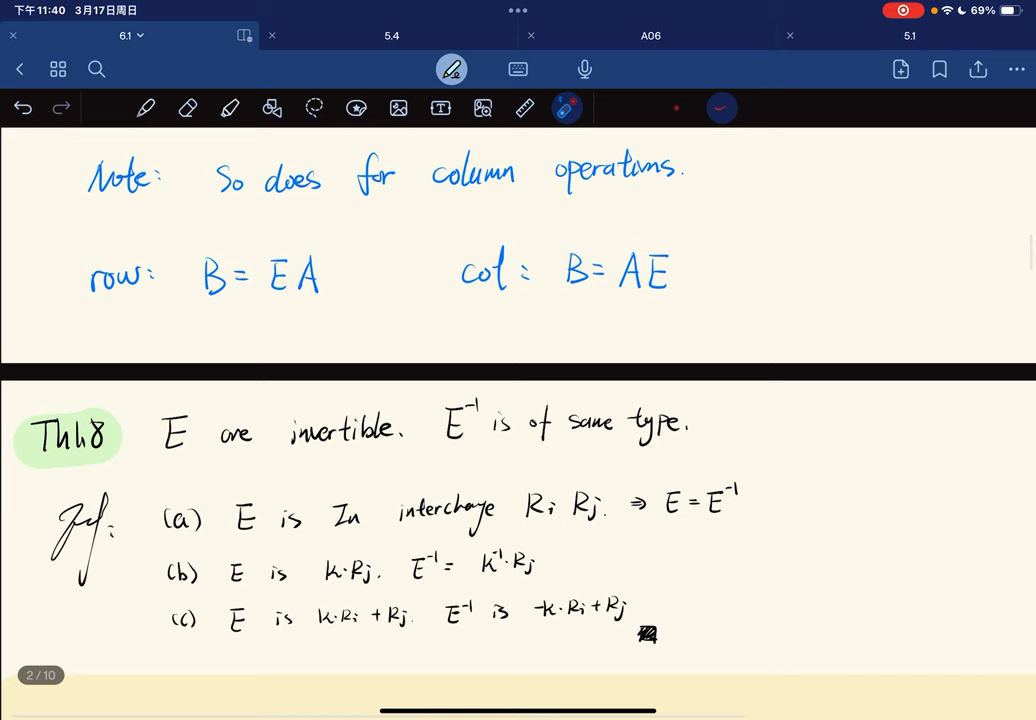 下午11:40 3月17日周日 69%
6.1 5.4 A06 5.1
Note: So does for column operations.
row: B = EA col: B = AE
Th 1.8 E are invertible. E⁻¹ is of same type.
(a) E is In interchange Ri Rj. ⇒ E = E⁻¹
(b) E is k·Rj. E⁻¹ = k⁻¹·Rj
(c) E is k·Ri + Rj. E⁻¹ is -k·Ri + Rj
2 / 10